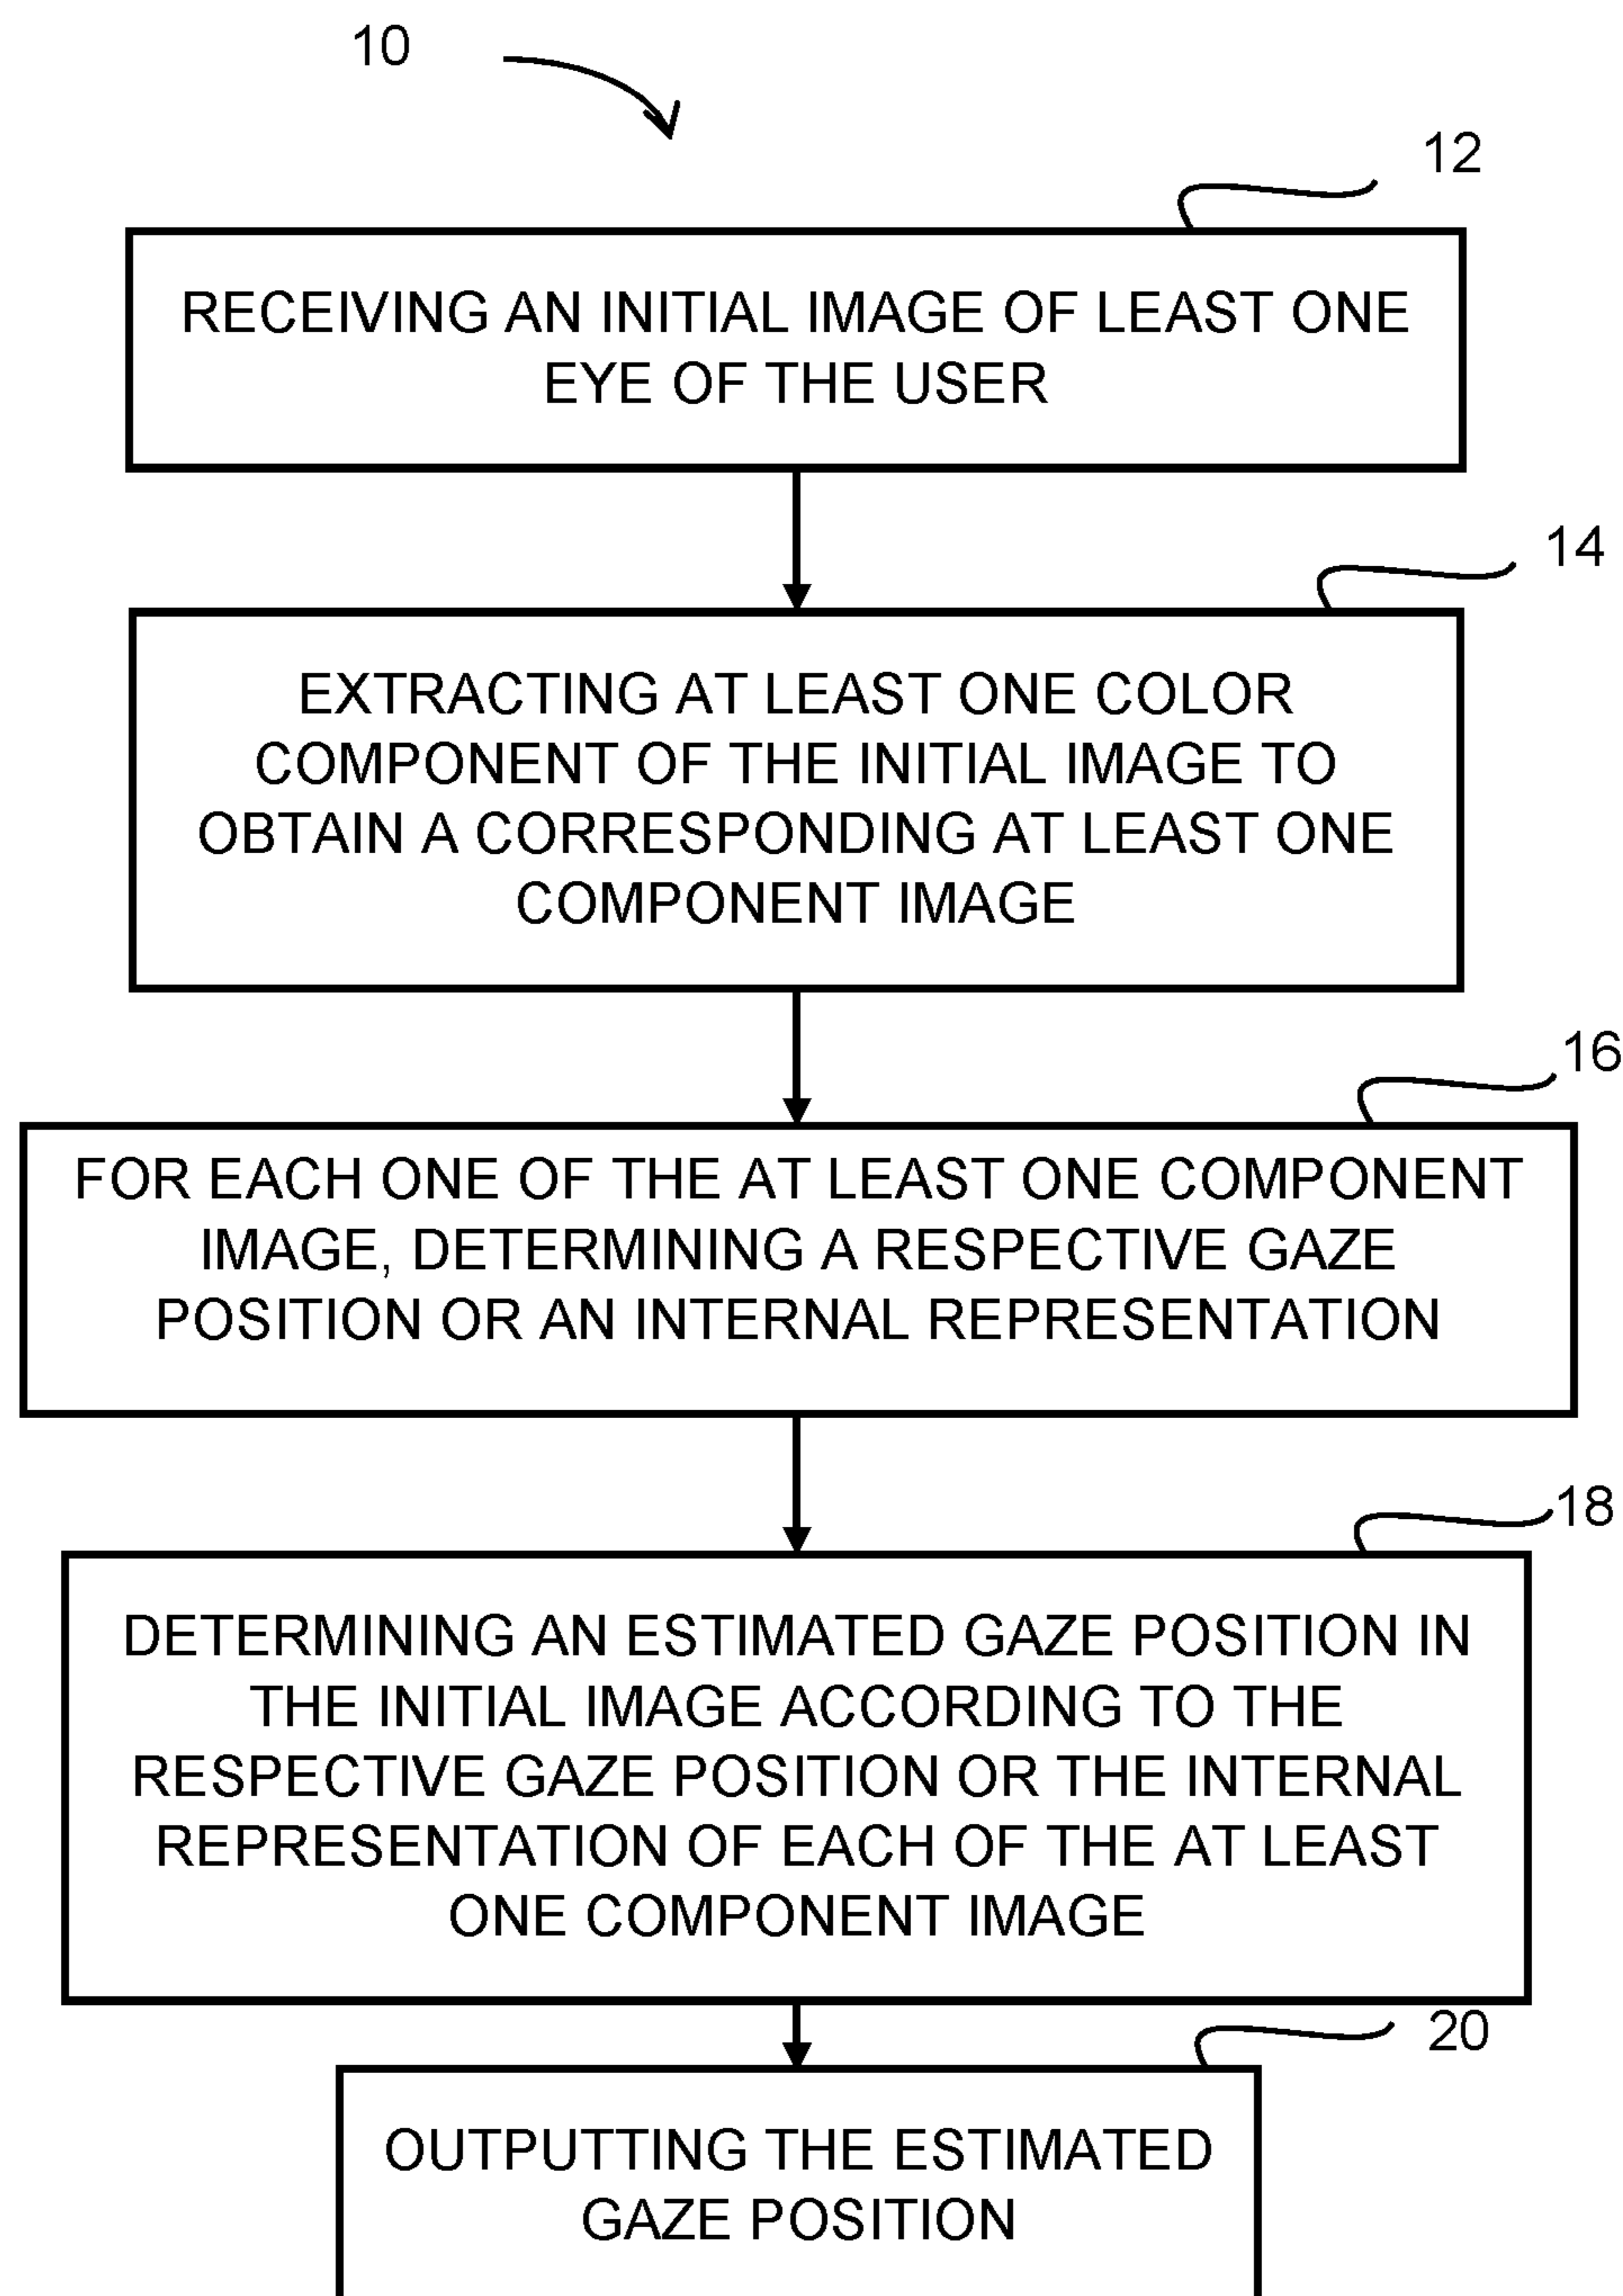 10
12
RECEIVING AN INITIAL IMAGE OF LEAST ONE
EYE OF THE USER
14
EXTRACTING AT LEAST ONE COLOR
COMPONENT OF THE INITIAL IMAGE TO
OBTAIN A CORRESPONDING AT LEAST ONE
COMPONENT IMAGE
16
FOR EACH ONE OF THE AT LEAST ONE COMPONENT
IMAGE, DETERMINING A RESPECTIVE GAZE
POSITION OR AN INTERNAL REPRESENTATION
18
DETERMINING AN ESTIMATED GAZE POSITION IN
THE INITIAL IMAGE ACCORDING TO THE
RESPECTIVE GAZE POSITION OR THE INTERNAL
REPRESENTATION OF EACH OF THE AT LEAST
ONE COMPONENT IMAGE
20
OUTPUTTING THE ESTIMATED
GAZE POSITION